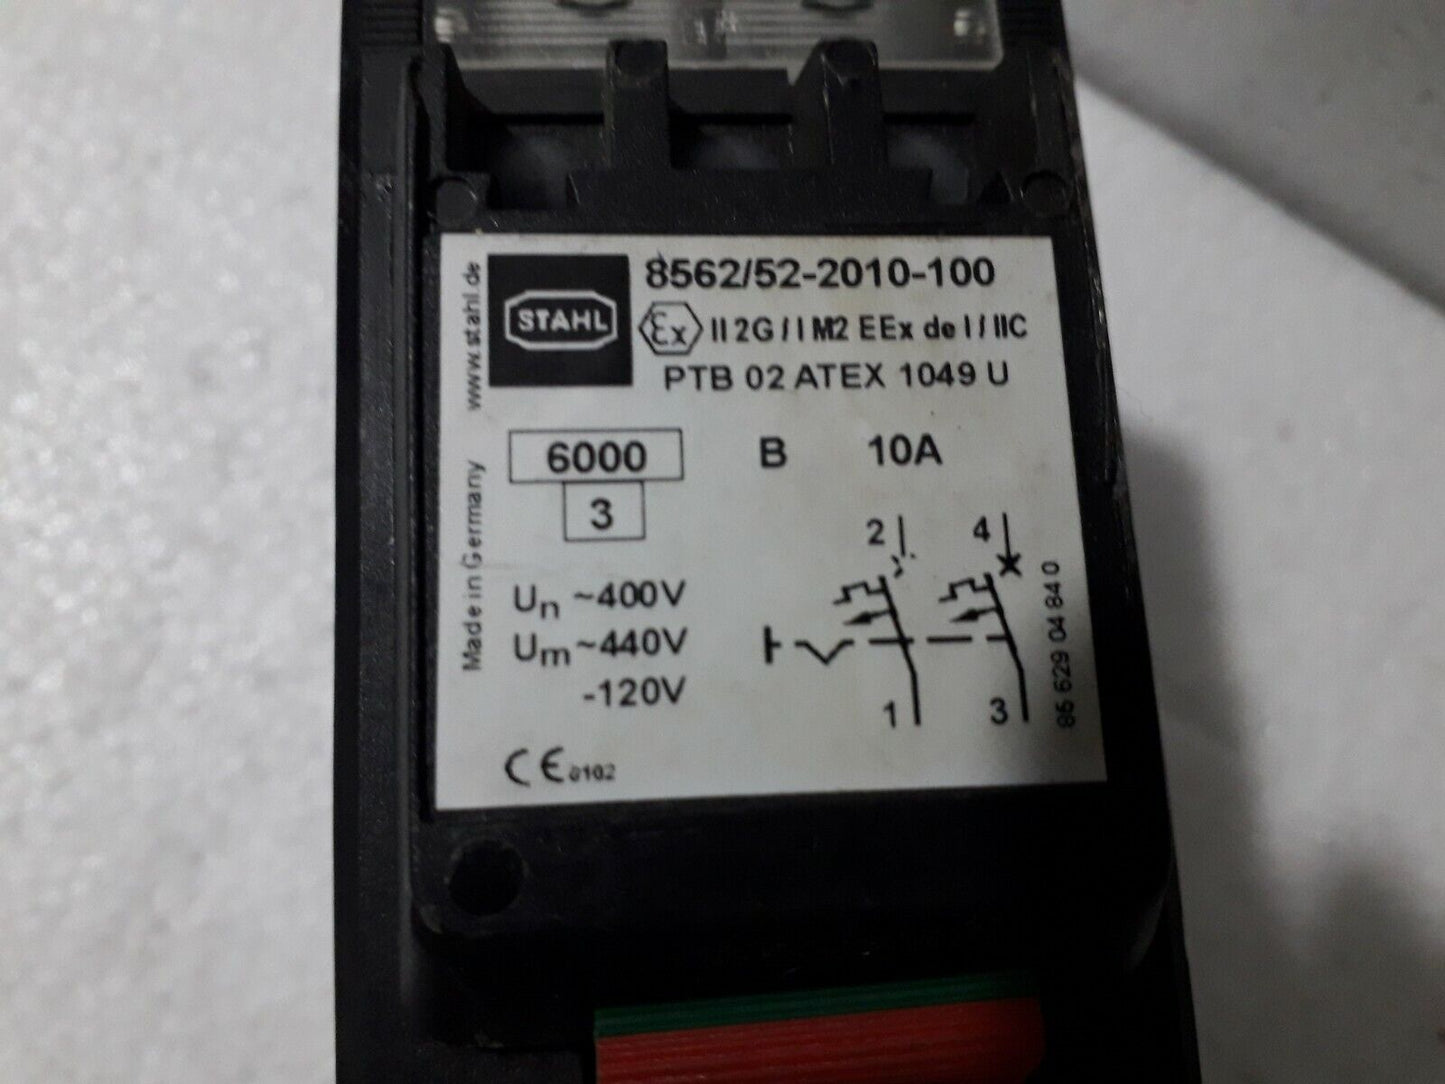 8562/52-2010-100
STAHL
Ex II 2G / I M2 EEx de I / IIC
PTB 02 ATEX 1049 U
www.stahl.de
Made in Germany
6000 B 10A
3
2 4
Un ~400V
Um ~440V
-120V
1 3
85 629 04 84 0
CE 0102